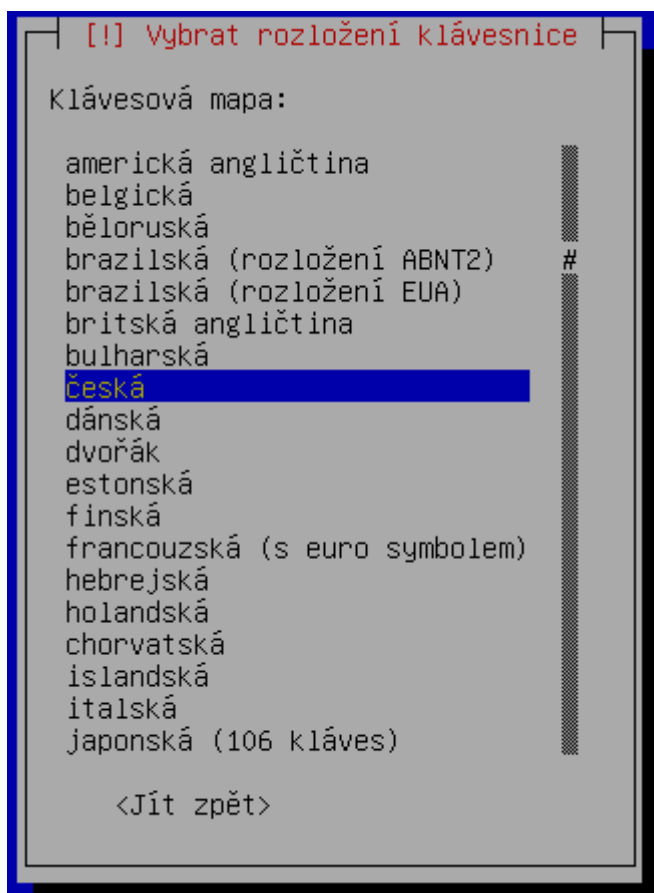 [!] Vybrat rozložení klávesnice
Klávesová mapa:
americká angličtina
belgická
běloruská
brazilská (rozložení ABNT2) #
brazilská (rozložení EUA)
britská angličtina
bulharská
česká
dánská
dvořák
estonská
finská
francouzská (s euro symbolem)
hebrejská
holandská
chorvatská
islandská
italská
japonská (106 kláves)
<Jít zpět>